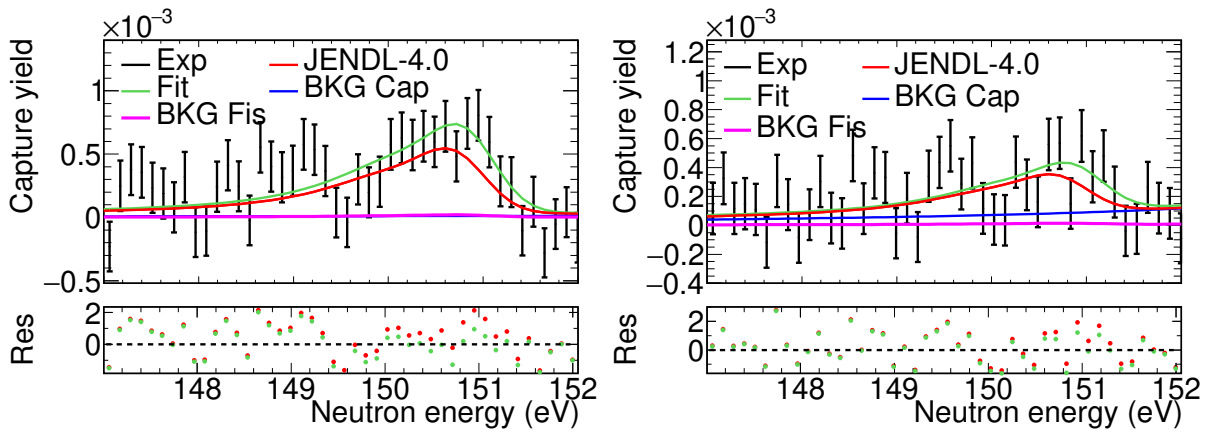 ×10⁻³
Capture yield
1
0.5
0
−0.5
Exp
JENDL-4.0
Fit
BKG Cap
BKG Fis
Res
2
0
148
149
150
151
152
Neutron energy (eV)
×10⁻³
Capture yield
1.2
1
0.8
0.6
0.4
0.2
0
−0.2
−0.4
Exp
JENDL-4.0
Fit
BKG Cap
BKG Fis
Res
2
0
148
149
150
151
152
Neutron energy (eV)